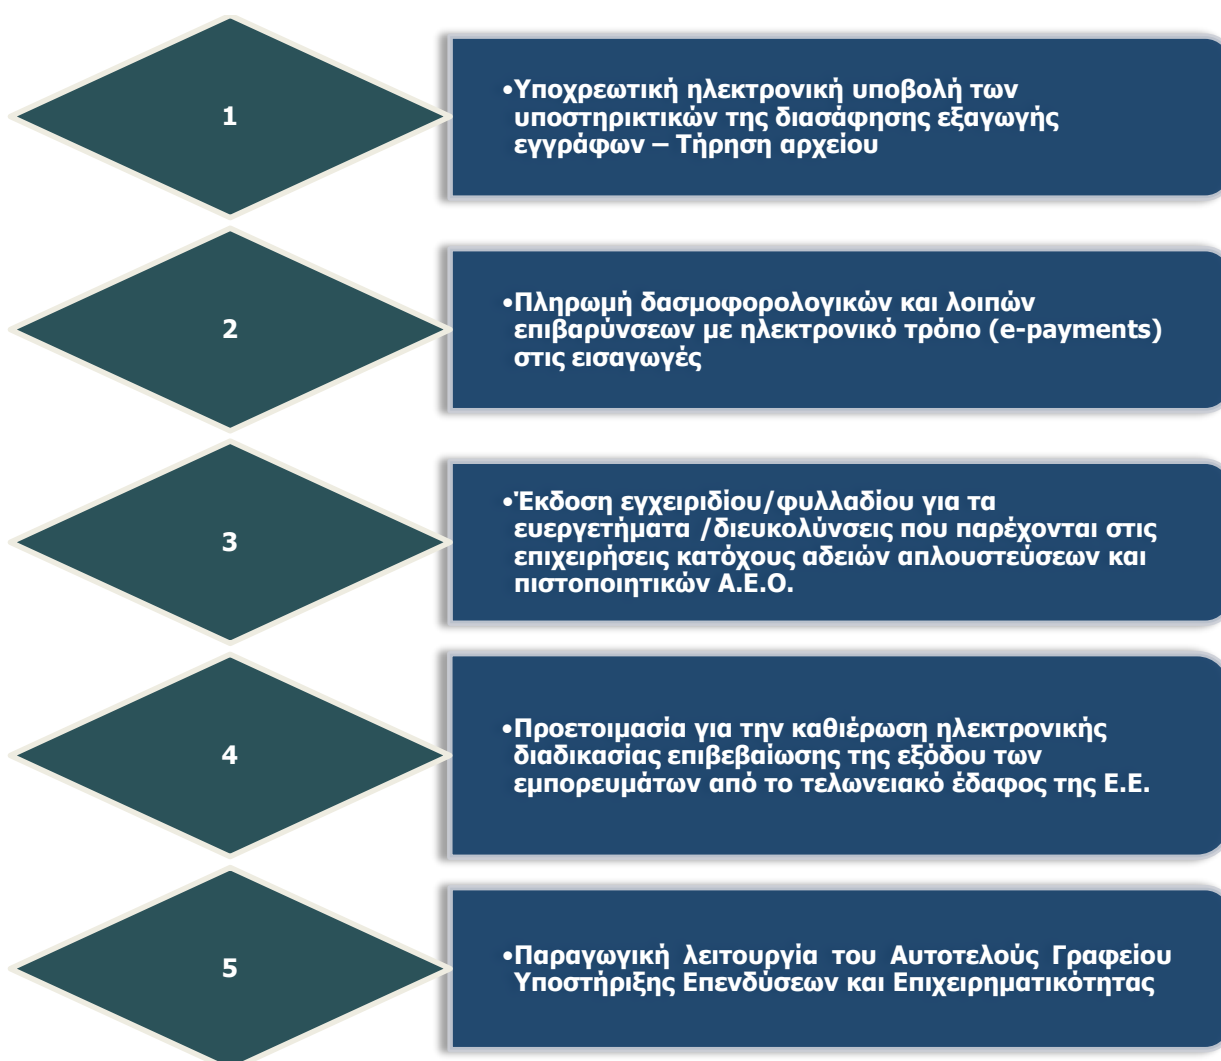 1
•Υποχρεωτική ηλεκτρονική υποβολή των
υποστηρικτικών της διασάφησης εξαγωγής
εγγράφων – Τήρηση αρχείου
2
•Πληρωμή δασμοφορολογικών και λοιπών
επιβαρύνσεων με ηλεκτρονικό τρόπο (e-payments)
στις εισαγωγές
3
•Έκδοση εγχειριδίου/φυλλαδίου για τα
ευεργετήματα /διευκολύνσεις που παρέχονται στις
επιχειρήσεις κατόχους αδειών απλουστεύσεων και
πιστοποιητικών Α.Ε.Ο.
4
•Προετοιμασία για την καθιέρωση ηλεκτρονικής
διαδικασίας επιβεβαίωσης της εξόδου των
εμπορευμάτων από το τελωνειακό έδαφος της Ε.Ε.
5
•Παραγωγική λειτουργία του Αυτοτελούς Γραφείου
Υποστήριξης Επενδύσεων και Επιχειρηματικότητας